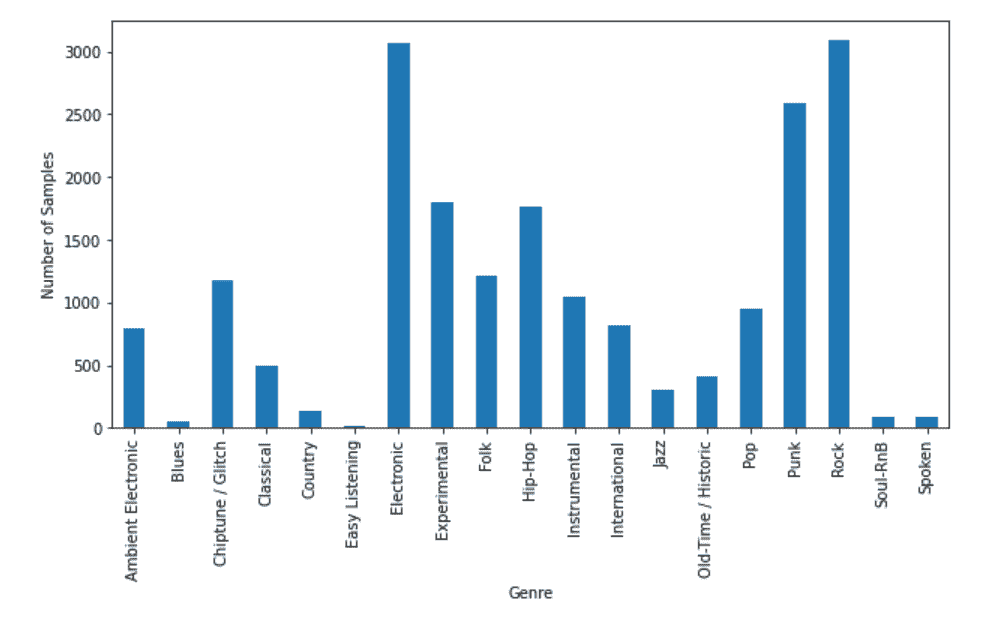 3000
2500
2000
1500
1000
500
0
Number of Samples
Ambient Electronic
Blues
Chiptune / Glitch
Classical
Country
Easy Listening
Electronic
Experimental
Folk
Hip-Hop
Instrumental
International
Jazz
Old-Time / Historic
Pop
Punk
Rock
Soul-RnB
Spoken
Genre